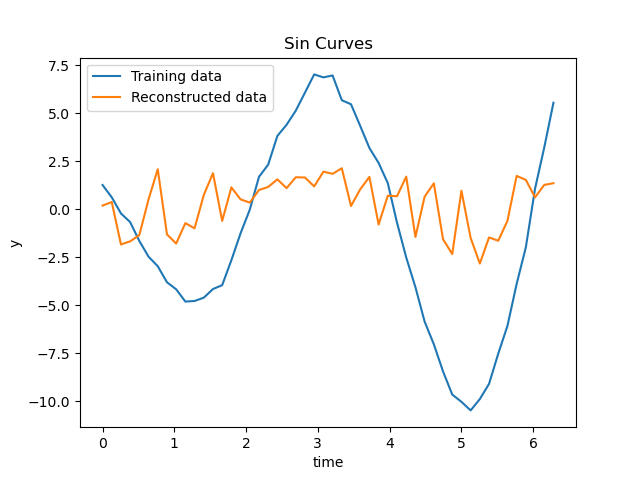 Sin Curves
Training data
Reconstructed data
7.5
5.0
2.5
0.0
−2.5
−5.0
−7.5
−10.0
y
0 1 2 3 4 5 6
time